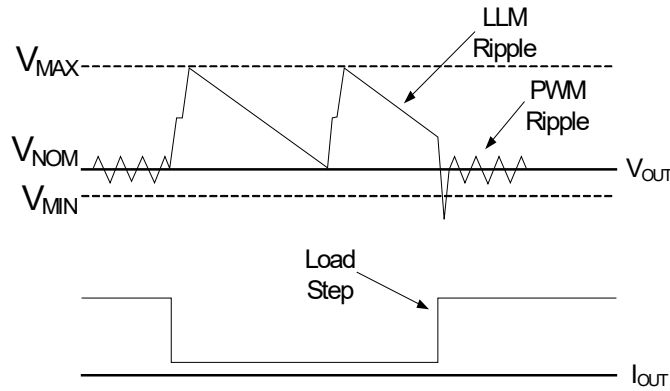 LLM
Ripple
VMAX
PWM
Ripple
VNOM
VOUT
VMIN
Load
Step
IOUT